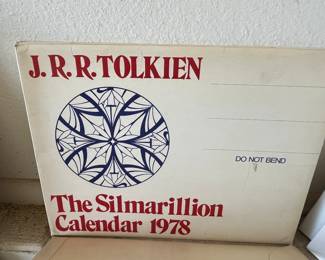 J.R.R.TOLKIEN
DO NOT BEND
The Silmarillion
Calendar 1978